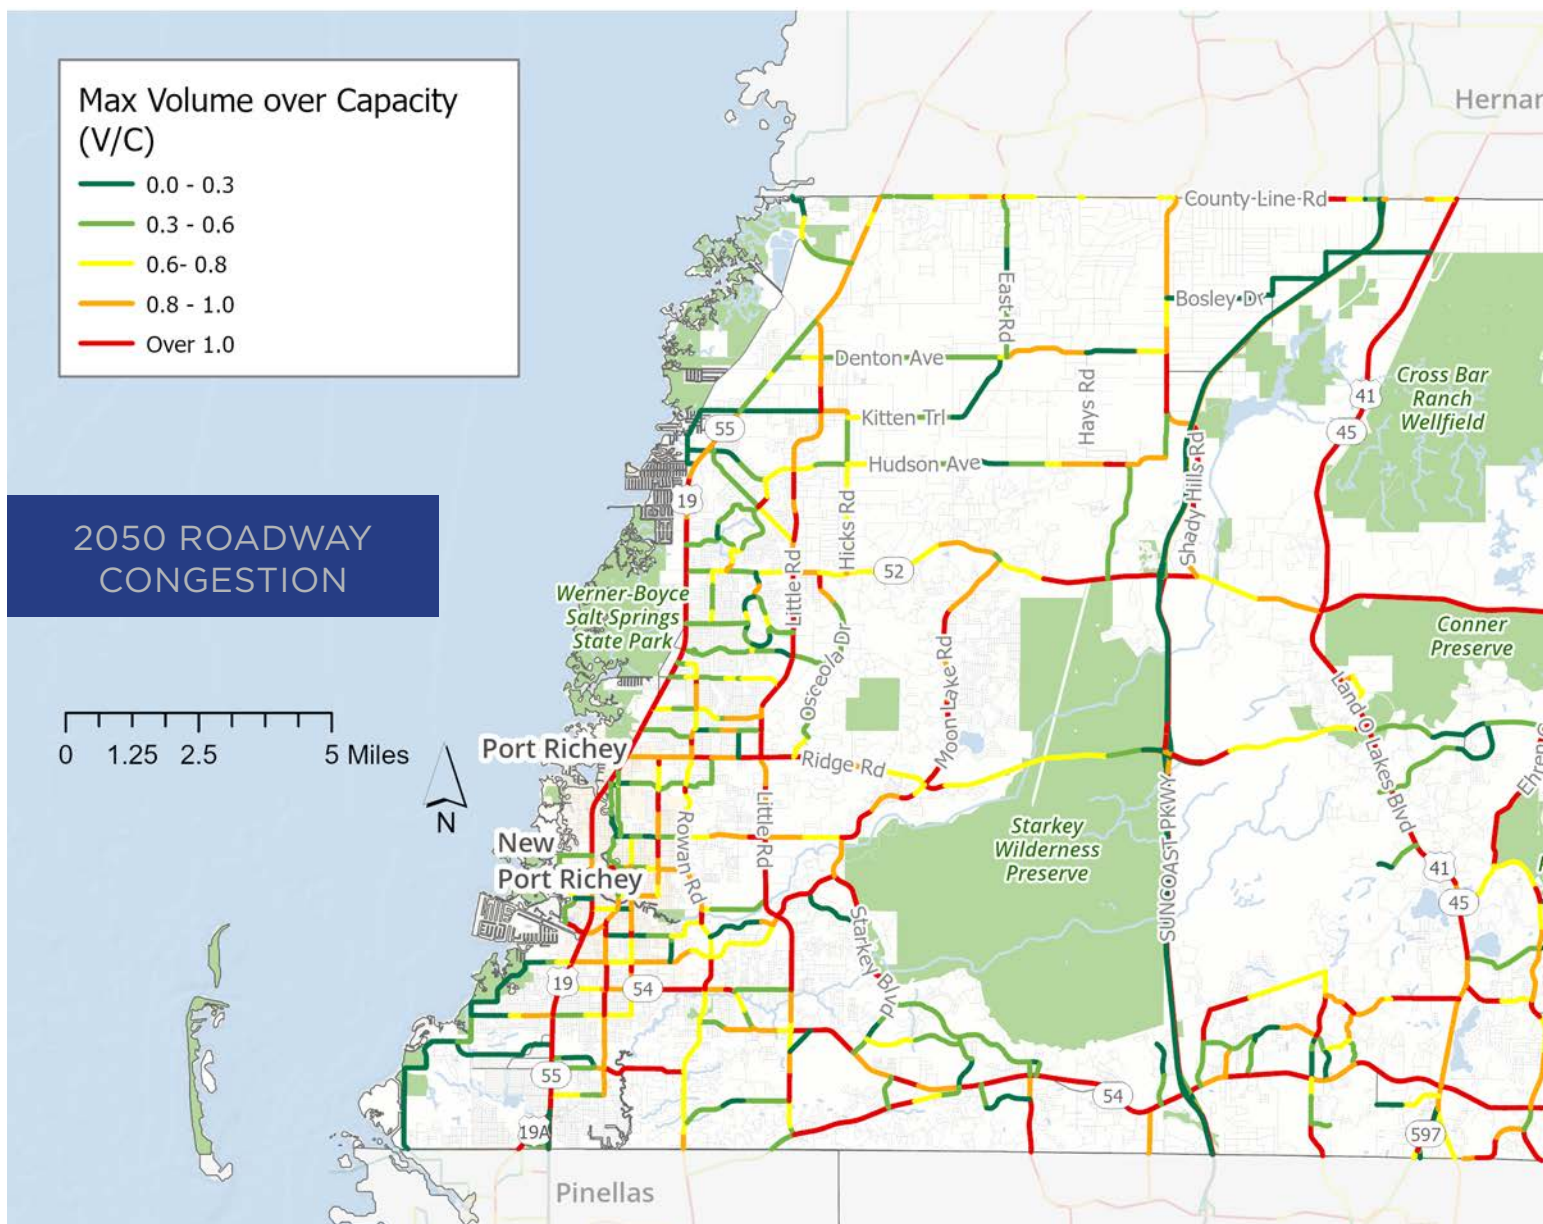 Max Volume over Capacity
(V/C)
0.0 - 0.3
0.3 - 0.6
0.6- 0.8
0.8 - 1.0
Over 1.0
2050 ROADWAY
CONGESTION
0 1.25 2.5 5 Miles
N
County-Line-Rd
East Rd
Bosley Dr
Denton Ave
Hays Rd
Cross Bar
Ranch
Wellfield
41
45
55
Kitten Trl
Hudson Ave
19
Hicks Rd
Shady Hills Rd
52
Little Rd
Werner-Boyce
Salt Springs
State Park
Osceola Dr
Moon Lake Rd
Conner
Preserve
Land O Lakes Blvd
Port Richey
Ridge Rd
SUNCOAST PKWY
Little Rd
Rowan Rd
Starkey
Wilderness
Preserve
New
Port Richey
41
45
Starkey Blvd
19
54
55
54
19A
597
Pinellas